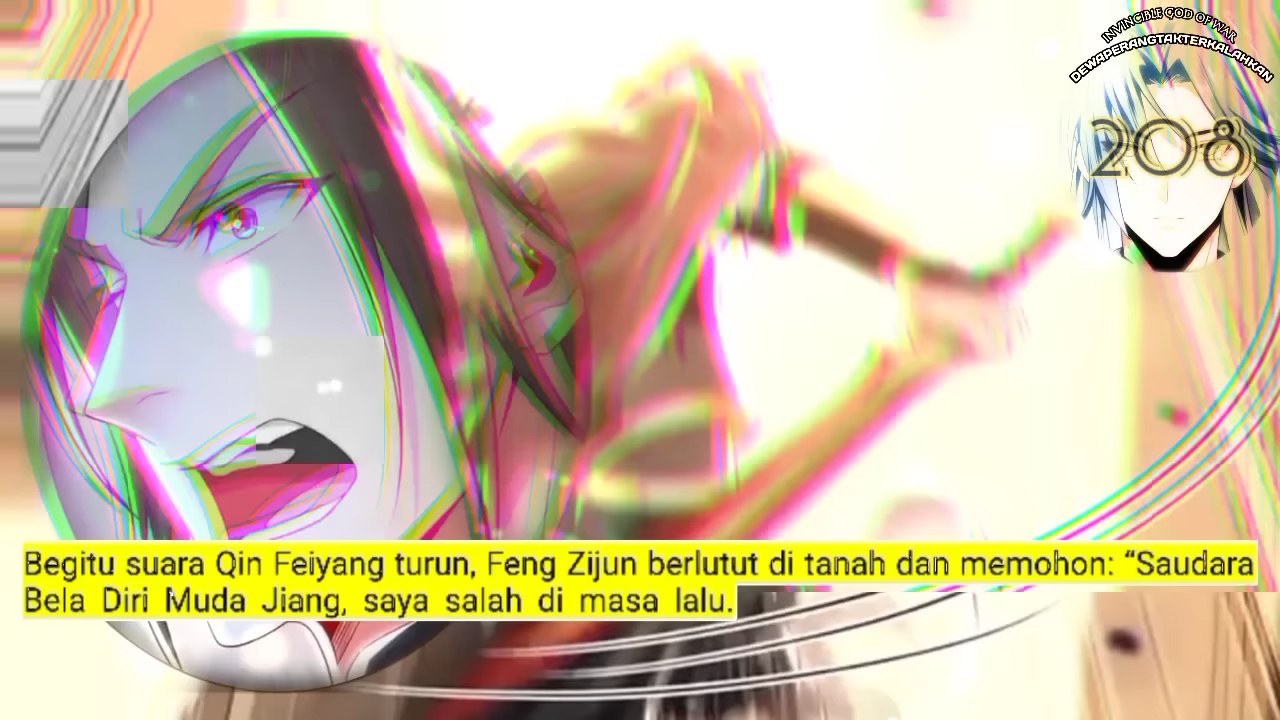 INVINCIBLE GOD OF WAR
DEWAPERANGTAKTERKALAHKAN
208
Begitu suara Qin Feiyang turun, Feng Zijun berlutut di tanah dan memohon: “Saudara
Bela Diri Muda Jiang, saya salah di masa lalu.